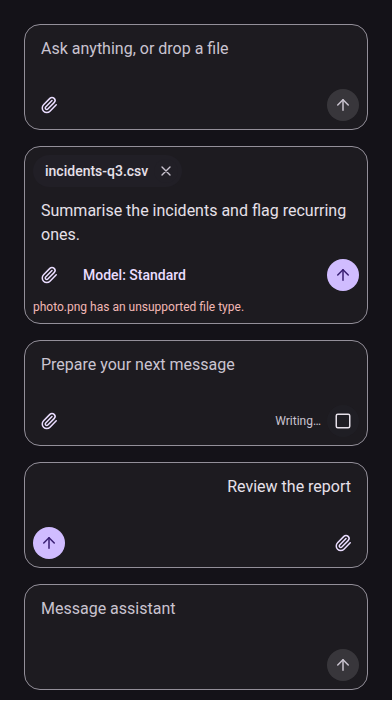 Ask anything, or drop a file
incidents-q3.csv
Summarise the incidents and flag recurring
ones.
Model: Standard
photo.png has an unsupported file type.
Prepare your next message
Writing…
Review the report
Message assistant